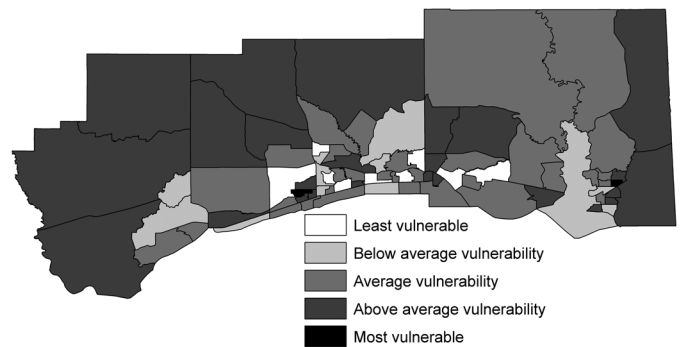 Least vulnerable
Below average vulnerability
Average vulnerability
Above average vulnerability
Most vulnerable